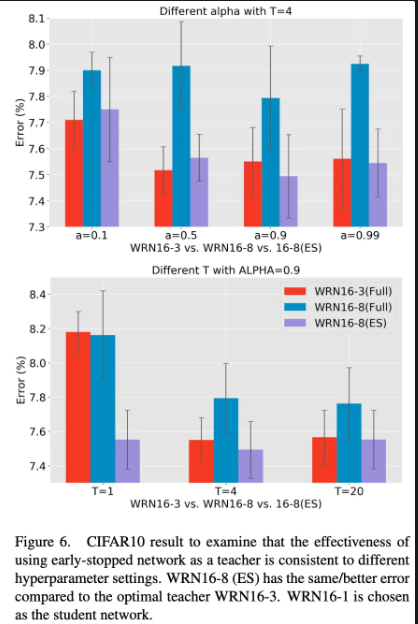 Different alpha with T=4
8.1
8.0
7.9
7.8
7.7
7.6
7.5
7.4
7.3
Error (%)
a=0.1 a=0.5 a=0.9 a=0.99
WRN16-3 vs. WRN16-8 vs. 16-8(ES)
Different T with ALPHA=0.9
WRN16-3(Full)
WRN16-8(Full)
WRN16-8(ES)
8.4
8.2
8.0
7.8
7.6
7.4
Error (%)
T=1 T=4 T=20
WRN16-3 vs. WRN16-8 vs. 16-8(ES)
Figure 6. CIFAR10 result to examine that the effectiveness of
using early-stopped network as a teacher is consistent to different
hyperparameter settings. WRN16-8 (ES) has the same/better error
compared to the optimal teacher WRN16-3. WRN16-1 is chosen
as the student network.